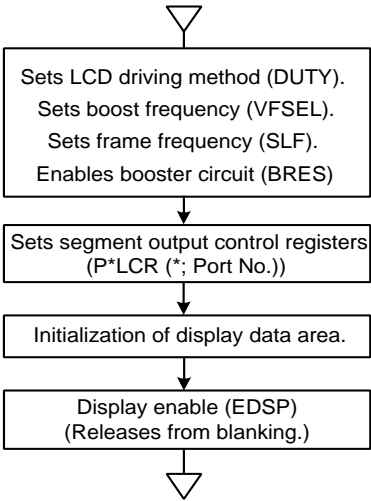 Sets LCD driving method (DUTY).
Sets boost frequency (VFSEL).
Sets frame frequency (SLF).
Enables booster circuit (BRES)
Sets segment output control registers
(P*LCR (*; Port No.))
Initialization of display data area.
Display enable (EDSP)
(Releases from blanking.)